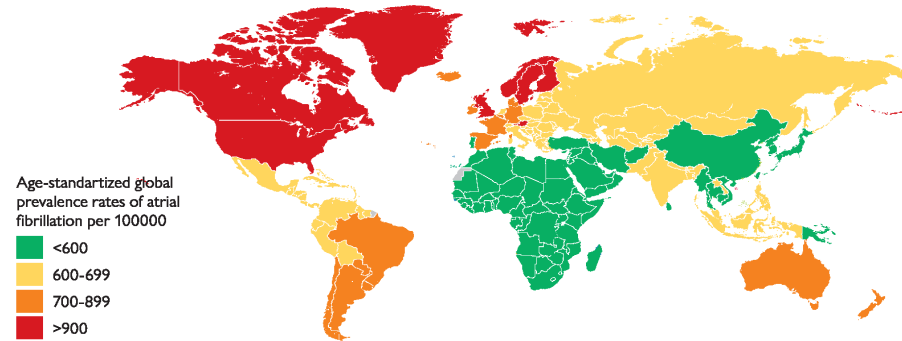 Age-standartized global
prevalence rates of atrial
fibrillation per 100000
<600
600-699
700-899
>900